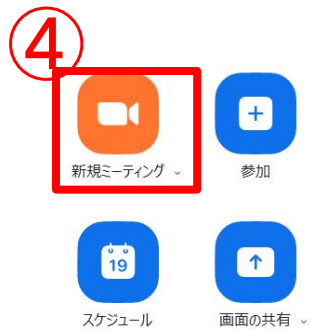 ④
新規ミーティング
参加
19
スケジュール
画面の共有